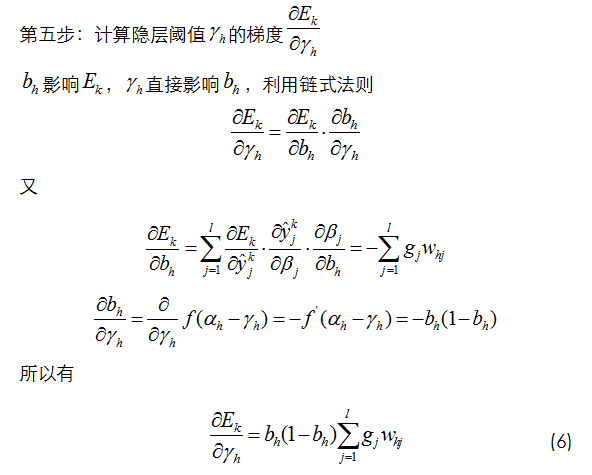 第五步：计算隐层阈值 $\gamma_h$ 的梯度 $\frac{\partial E_k}{\partial \gamma_h}$
$b_h$ 影响 $E_k$，$\gamma_h$ 直接影响 $b_h$，利用链式法则
$\frac{\partial E_k}{\partial \gamma_h} = \frac{\partial E_k}{\partial b_h} \cdot \frac{\partial b_h}{\partial \gamma_h}$
又
$\frac{\partial E_k}{\partial b_h} = \sum_{j=1}^{l} \frac{\partial E_k}{\partial \hat{y}_j^k} \cdot \frac{\partial \hat{y}_j^k}{\partial \beta_j} \cdot \frac{\partial \beta_j}{\partial b_h} = -\sum_{j=1}^{l} g_j w_{hj}$
$\frac{\partial b_h}{\partial \gamma_h} = \frac{\partial}{\partial \gamma_h} f(\alpha_h - \gamma_h) = -f^{'}(\alpha_h - \gamma_h) = -b_h(1-b_h)$
所以有
$\frac{\partial E_k}{\partial \gamma_h} = b_h(1-b_h)\sum_{j=1}^{l} g_j w_{hj}$ (6)